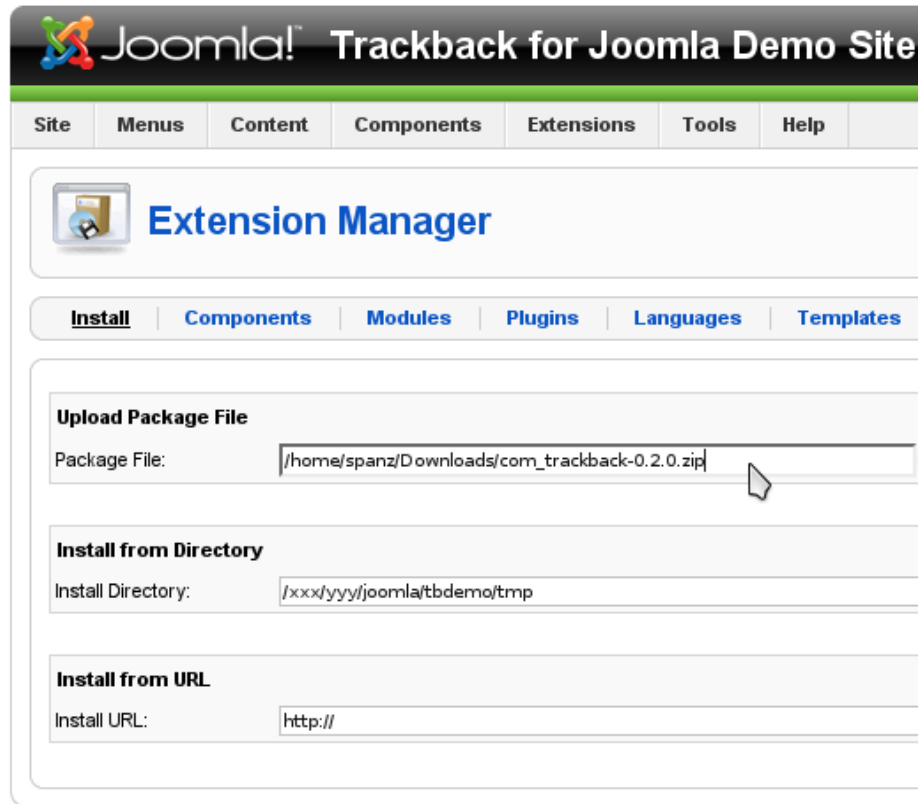 Joomla!™ Trackback for Joomla Demo Site
Site Menus Content Components Extensions Tools Help
Extension Manager
Install Components Modules Plugins Languages Templates
Upload Package File
Package File: /home/spanz/Downloads/com_trackback-0.2.0.zip
Install from Directory
Install Directory: /xxx/yyy/joomla/tbdemo/tmp
Install from URL
Install URL: http://